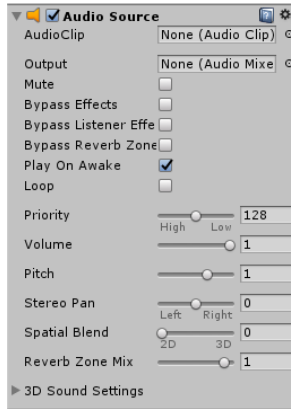 Audio Source
AudioClip None (Audio Clip)
Output None (Audio Mixe
Mute
Bypass Effects
Bypass Listener Effe
Bypass Reverb Zone
Play On Awake
Loop
Priority 128
High Low
Volume 1
Pitch 1
Stereo Pan 0
Left Right
Spatial Blend 0
2D 3D
Reverb Zone Mix 1
3D Sound Settings